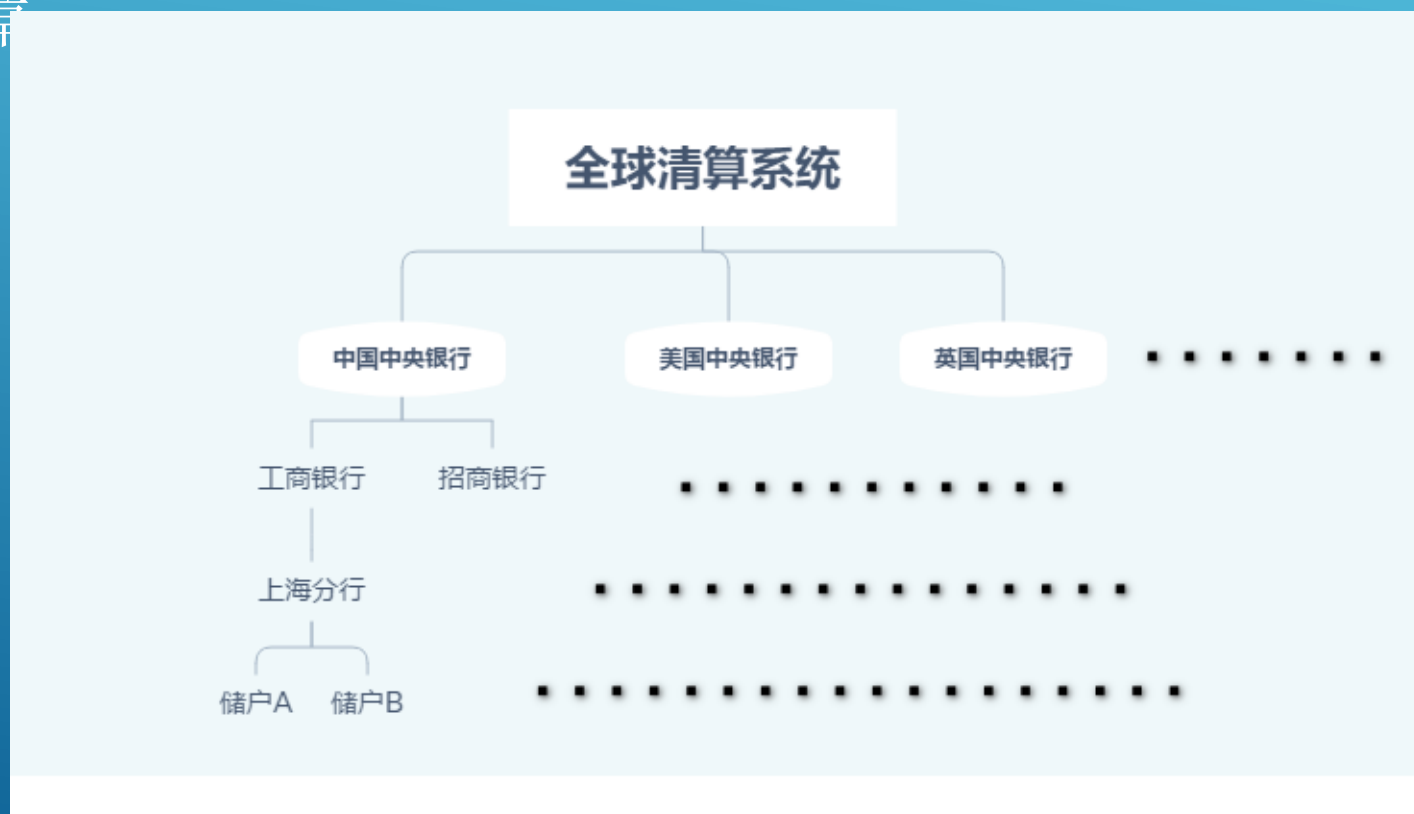 全球清算系统
中国中央银行 美国中央银行 英国中央银行 .......
工商银行 招商银行 ...........
上海分行 ...............
储户A 储户B ..................